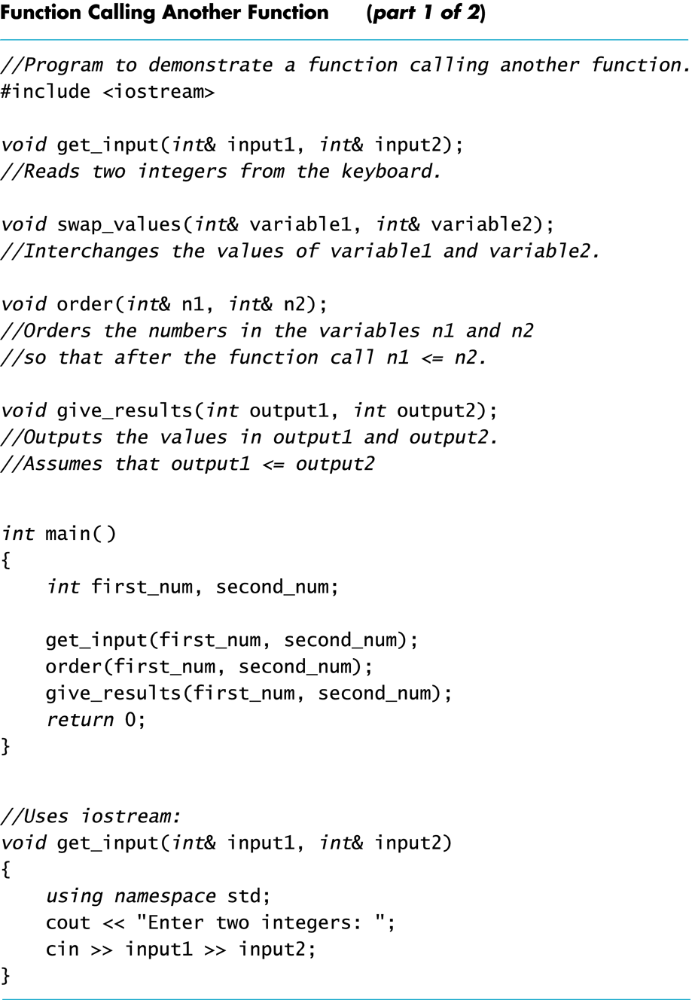 Function Calling Another Function (part 1 of 2)
//Program to demonstrate a function calling another function.
#include <iostream>
void get_input(int& input1, int& input2);
//Reads two integers from the keyboard.
void swap_values(int& variable1, int& variable2);
//Interchanges the values of variable1 and variable2.
void order(int& n1, int& n2);
//Orders the numbers in the variables n1 and n2
//so that after the function call n1 <= n2.
void give_results(int output1, int output2);
//Outputs the values in output1 and output2.
//Assumes that output1 <= output2
int main()
{
    int first_num, second_num;
    get_input(first_num, second_num);
    order(first_num, second_num);
    give_results(first_num, second_num);
    return 0;
}
//Uses iostream:
void get_input(int& input1, int& input2)
{
    using namespace std;
    cout << "Enter two integers: ";
    cin >> input1 >> input2;
}